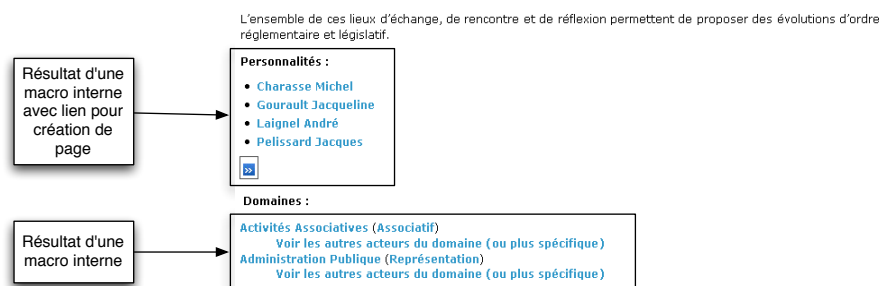 L'ensemble de ces lieux d'échange, de rencontre et de réflexion permettent de proposer des évolutions d'ordre
réglementaire et législatif.
Résultat d'une
macro interne
avec lien pour
création de
page
Personnalités :
• Charasse Michel
• Gourault Jacqueline
• Laignel André
• Pelissard Jacques
»
Domaines :
Résultat d'une
macro interne
Activités Associatives (Associatif)
Voir les autres acteurs du domaine (ou plus spécifique)
Administration Publique (Représentation)
Voir les autres acteurs du domaine (ou plus spécifique)